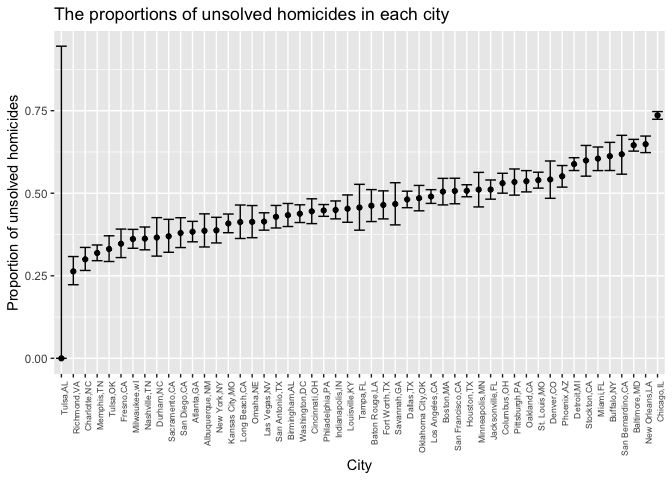 The proportions of unsolved homicides in each city
Proportion of unsolved homicides
0.75
0.50
0.25
0.00
Tulsa,AL
Richmond,VA
Charlotte,NC
Memphis,TN
Tulsa,OK
Fresno,CA
Milwaukee,wI
Nashville,TN
Durham,NC
Sacramento,CA
San Diego,CA
Atlanta,GA
Albuquerque,NM
New York,NY
Kansas City,MO
Long Beach,CA
Omaha,NE
Las Vegas,NV
San Antonio,TX
Birmingham,AL
Washington,DC
Cincinnati,OH
Philadelphia,PA
Indianapolis,IN
Louisville,KY
Tampa,FL
Baton Rouge,LA
Fort Worth,TX
Savannah,GA
Dallas,TX
Oklahoma City,OK
Los Angeles,CA
Boston,MA
San Francisco,CA
Houston,TX
Minneapolis,MN
Jacksonville,FL
Columbus,OH
Pittsburgh,PA
Oakland,CA
St. Louis,MO
Denver,CO
Phoenix,AZ
Detroit,MI
Stockton,CA
Miami,FL
Buffalo,NY
San Bernardino,CA
Baltimore,MD
New Orleans,LA
Chicago,IL
City